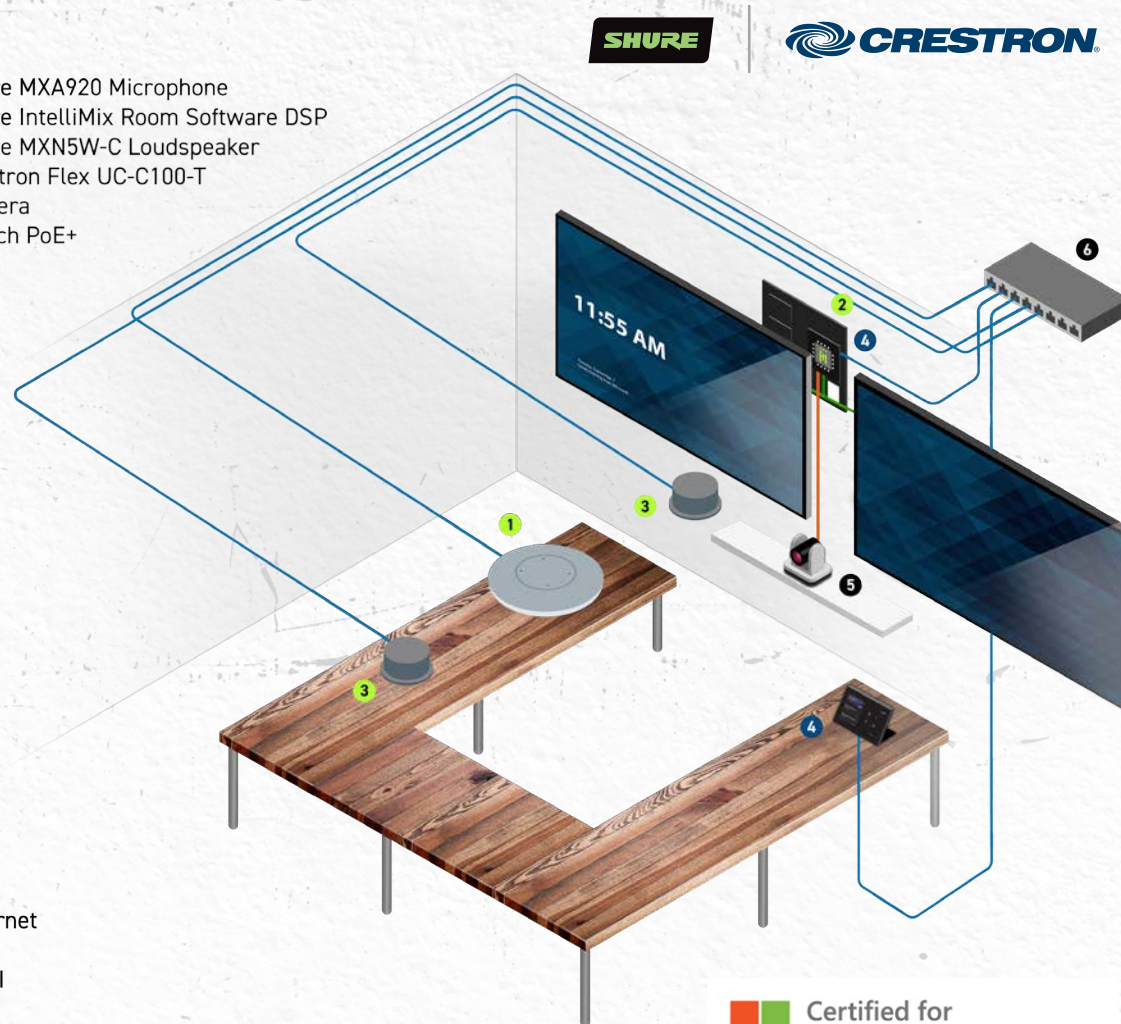 SHURE
CRESTRON
®
e MXA920 Microphone
e IntelliMix Room Software DSP
e MXN5W-C Loudspeaker
tron Flex UC-C100-T
era
ch PoE+
6
2
11:55 AM
4
3
1
5
3
4
rnet
l
Certified for